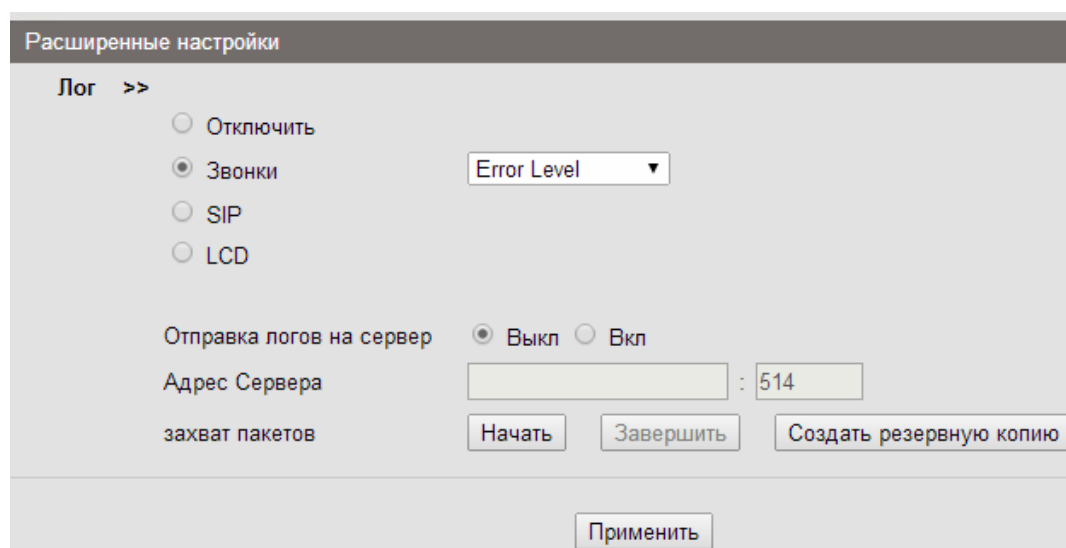 Расширенные настройки
Лог >>
Отключить
Звонки Error Level
SIP
LCD
Отправка логов на сервер Выкл Вкл
Адрес Сервера : 514
захват пакетов Начать Завершить Создать резервную копию
Применить